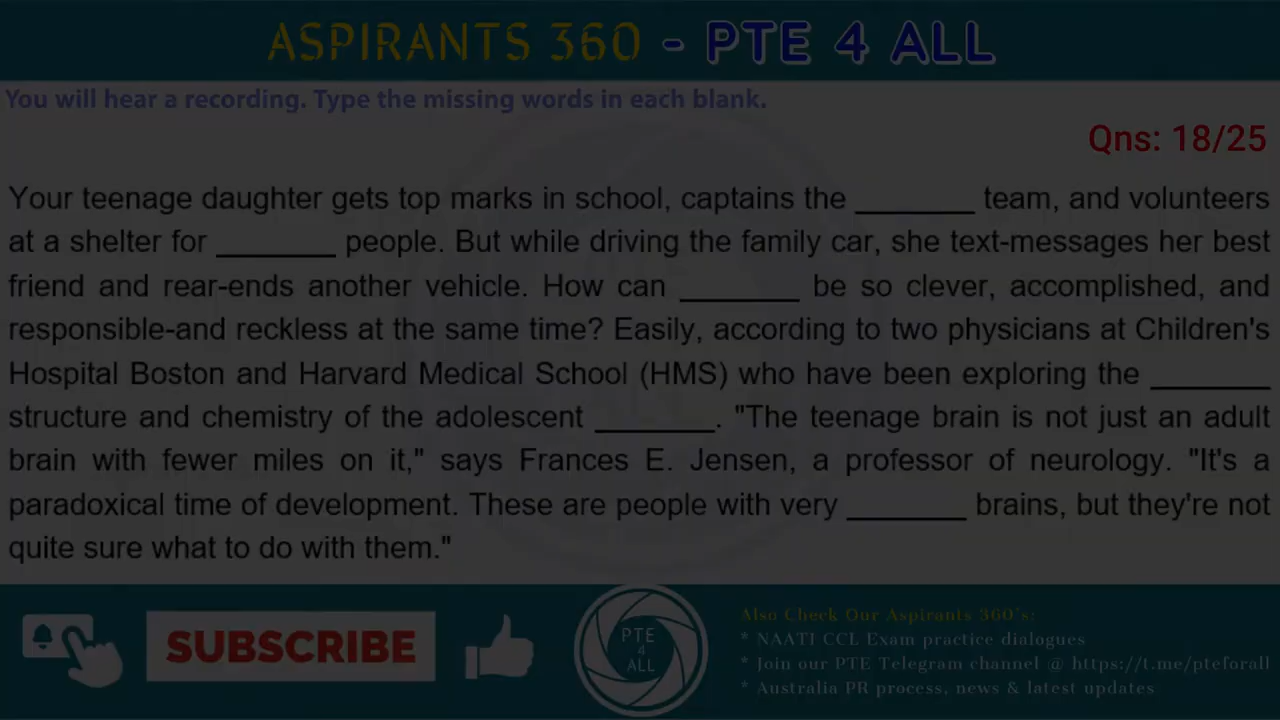 ASPIRANTS 360 - PTE 4 ALL
You will hear a recording. Type the missing words in each blank.
Qns: 18/25
Your teenage daughter gets top marks in school, captains the _______ team, and volunteers
at a shelter for _______ people. But while driving the family car, she text-messages her best
friend and rear-ends another vehicle. How can _______ be so clever, accomplished, and
responsible-and reckless at the same time? Easily, according to two physicians at Children's
Hospital Boston and Harvard Medical School (HMS) who have been exploring the _______
structure and chemistry of the adolescent _______. "The teenage brain is not just an adult
brain with fewer miles on it," says Frances E. Jensen, a professor of neurology. "It's a
paradoxical time of development. These are people with very _______ brains, but they're not
quite sure what to do with them."
SUBSCRIBE
PTE
4
ALL
Also Check Our Aspirants 360's:
* NAATI CCL Exam practice dialogues
* Join our PTE Telegram channel @ https://t.me/pteforall
* Australia PR process, news & latest updates